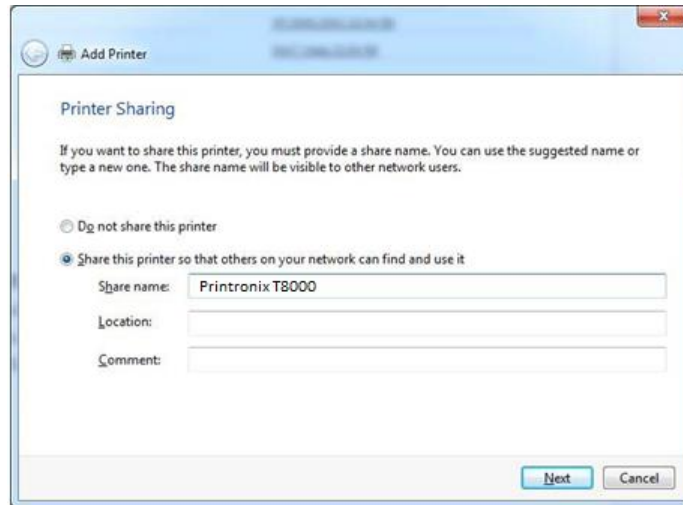 Add Printer
Printer Sharing
If you want to share this printer, you must provide a share name. You can use the suggested name or
type a new one. The share name will be visible to other network users.
Do not share this printer
Share this printer so that others on your network can find and use it
Share name: Printronix T8000
Location:
Comment:
Next Cancel